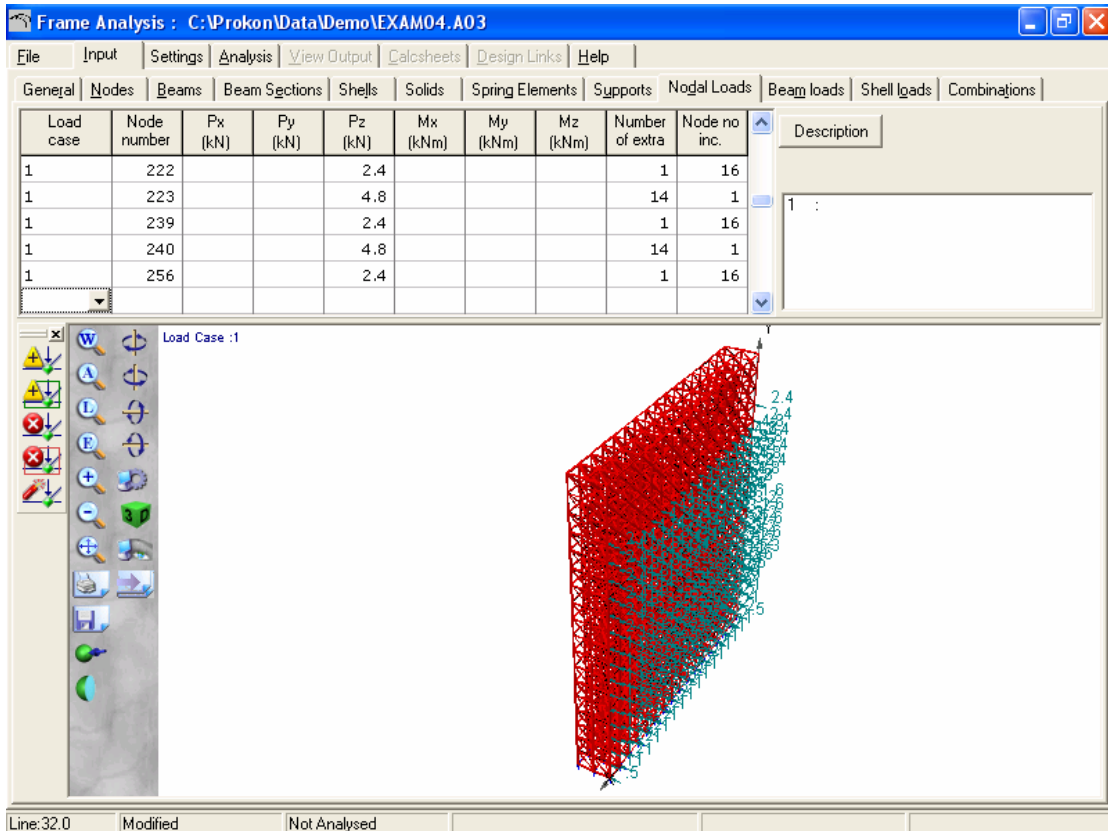 Frame Analysis : C:\Prokon\Data\Demo\EXAM04.A03
File Input Settings Analysis View Output Calcsheets Design Links Help
General Nodes Beams Beam Sections Shells Solids Spring Elements Supports Nodal Loads Beam loads Shell loads Combinations
Load case Node number Px (kN) Py (kN) Pz (kN) Mx (kNm) My (kNm) Mz (kNm) Number of extra Node no inc.
Description
1 222 2.4 1 16
1 223 4.8 14 1
1 239 2.4 1 16
1 240 4.8 14 1
1 256 2.4 1 16
1 :
W
A
L
E
3D
Load Case :1
Y
2.4
2.4
.5
.5
Line:32.0 Modified Not Analysed